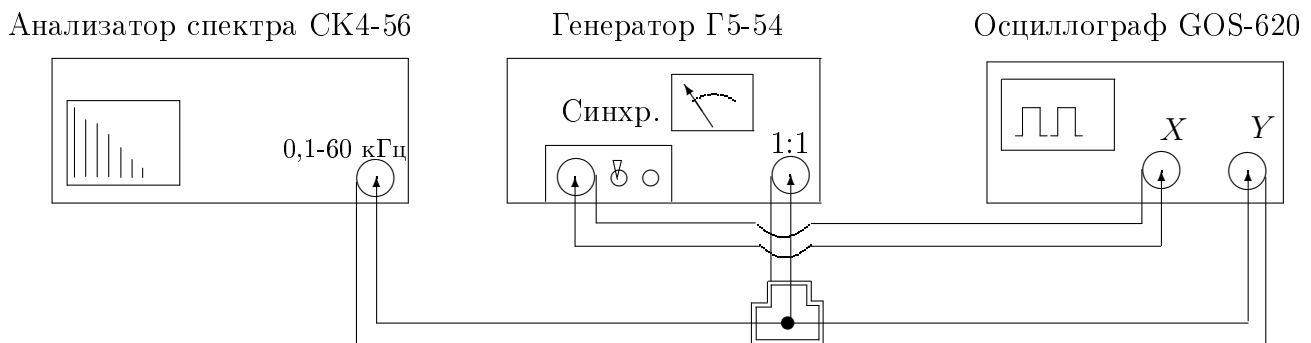 Анализатор спектра СК4-56
Генератор Г5-54
Осциллограф GOS-620
Синхр.
0,1-60 кГц
1:1
X
Y